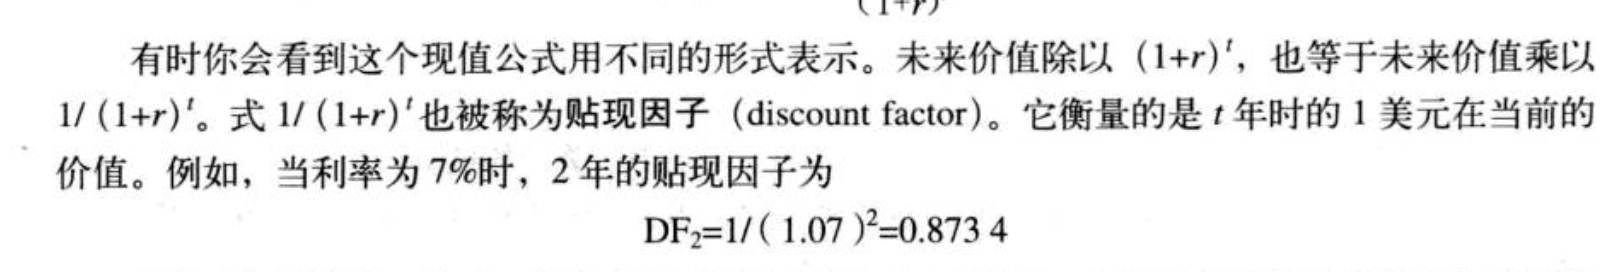 (1+r)
有时你会看到这个现值公式用不同的形式表示。未来价值除以（1+r）ᵗ，也等于未来价值乘以
1/（1+r）ᵗ。式 1/（1+r）ᵗ也被称为贴现因子（discount factor）。它衡量的是 t 年时的 1 美元在当前的
价值。例如，当利率为 7%时，2 年的贴现因子为
DF₂=1/( 1.07 )²=0.873 4